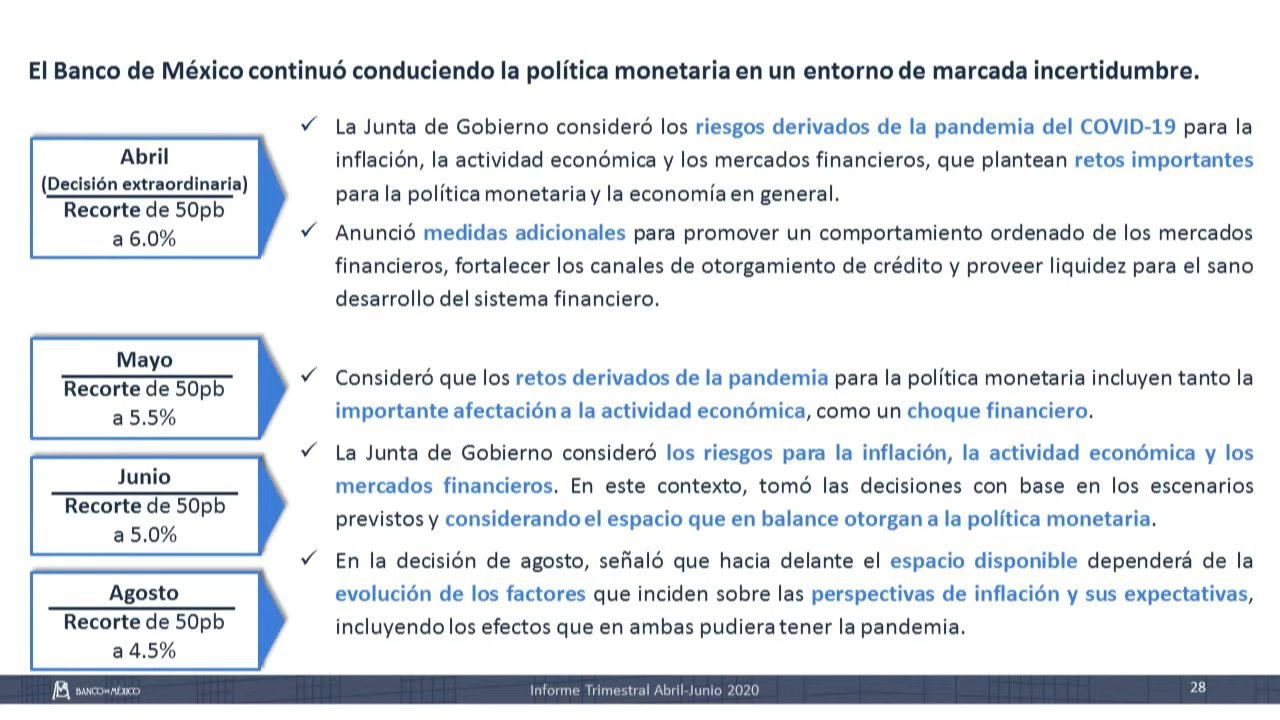 El Banco de México continuó conduciendo la política monetaria en un entorno de marcada incertidumbre.
Abril
(Decisión extraordinaria)
Recorte de 50pb
a 6.0%
✓ La Junta de Gobierno consideró los riesgos derivados de la pandemia del COVID-19 para la
inflación, la actividad económica y los mercados financieros, que plantean retos importantes
para la política monetaria y la economía en general.
✓ Anunció medidas adicionales para promover un comportamiento ordenado de los mercados
financieros, fortalecer los canales de otorgamiento de crédito y proveer liquidez para el sano
desarrollo del sistema financiero.
Mayo
Recorte de 50pb
a 5.5%
Junio
Recorte de 50pb
a 5.0%
Agosto
Recorte de 50pb
a 4.5%
✓ Consideró que los retos derivados de la pandemia para la política monetaria incluyen tanto la
importante afectación a la actividad económica, como un choque financiero.
✓ La Junta de Gobierno consideró los riesgos para la inflación, la actividad económica y los
mercados financieros. En este contexto, tomó las decisiones con base en los escenarios
previstos y considerando el espacio que en balance otorgan a la política monetaria.
✓ En la decisión de agosto, señaló que hacia delante el espacio disponible dependerá de la
evolución de los factores que inciden sobre las perspectivas de inflación y sus expectativas,
incluyendo los efectos que en ambas pudiera tener la pandemia.
BANCO DE MÉXICO
Informe Trimestral Abril-Junio 2020
28